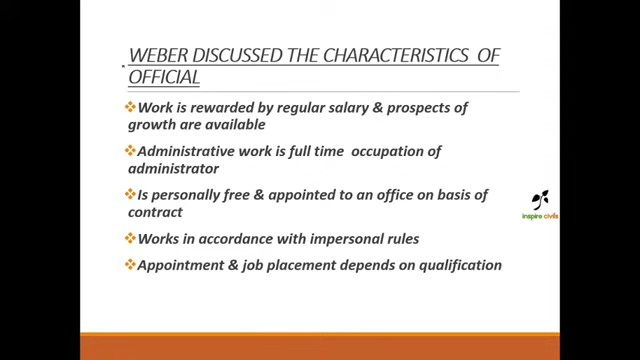 WEBER DISCUSSED THE CHARACTERISTICS OF
OFFICIAL
Work is rewarded by regular salary & prospects of
growth are available
Administrative work is full time occupation of
administrator
Is personally free & appointed to an office on basis of
contract
Works in accordance with impersonal rules
Appointment & job placement depends on qualification
inspire civils